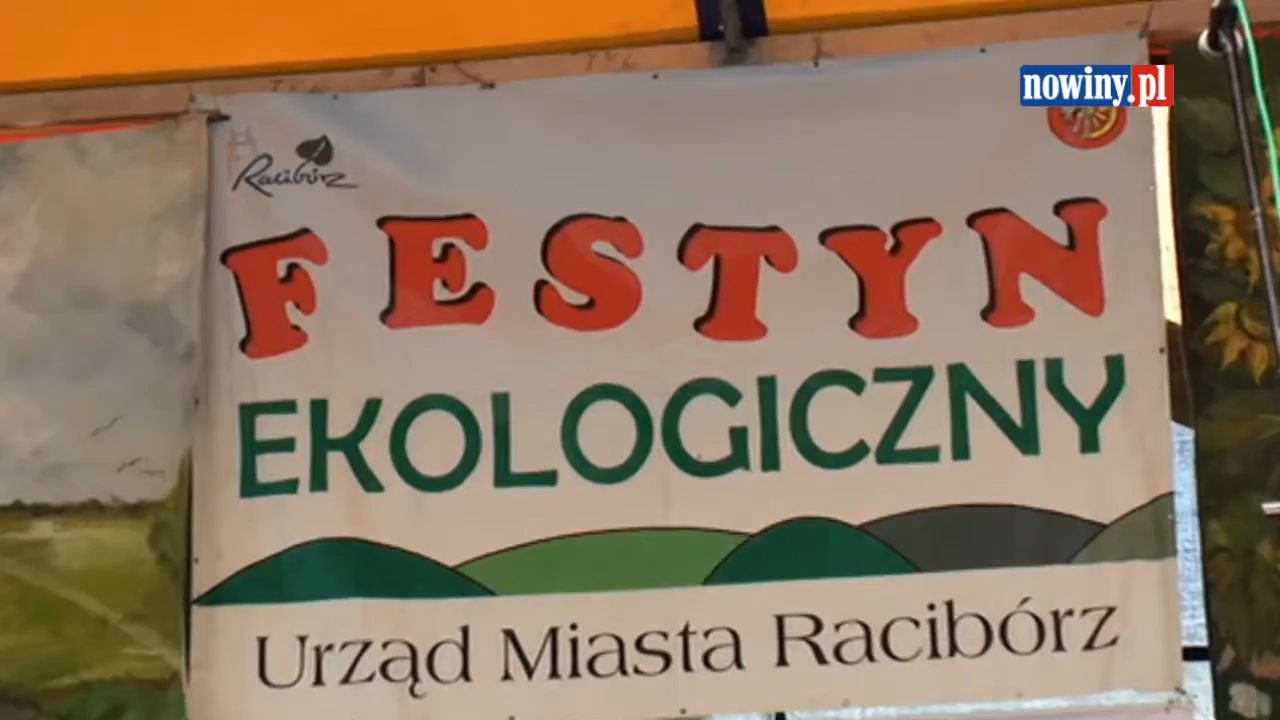 nowiny.pl
Racibórz
FESTYN
EKOLOGICZNY
Urząd Miasta Racibórz